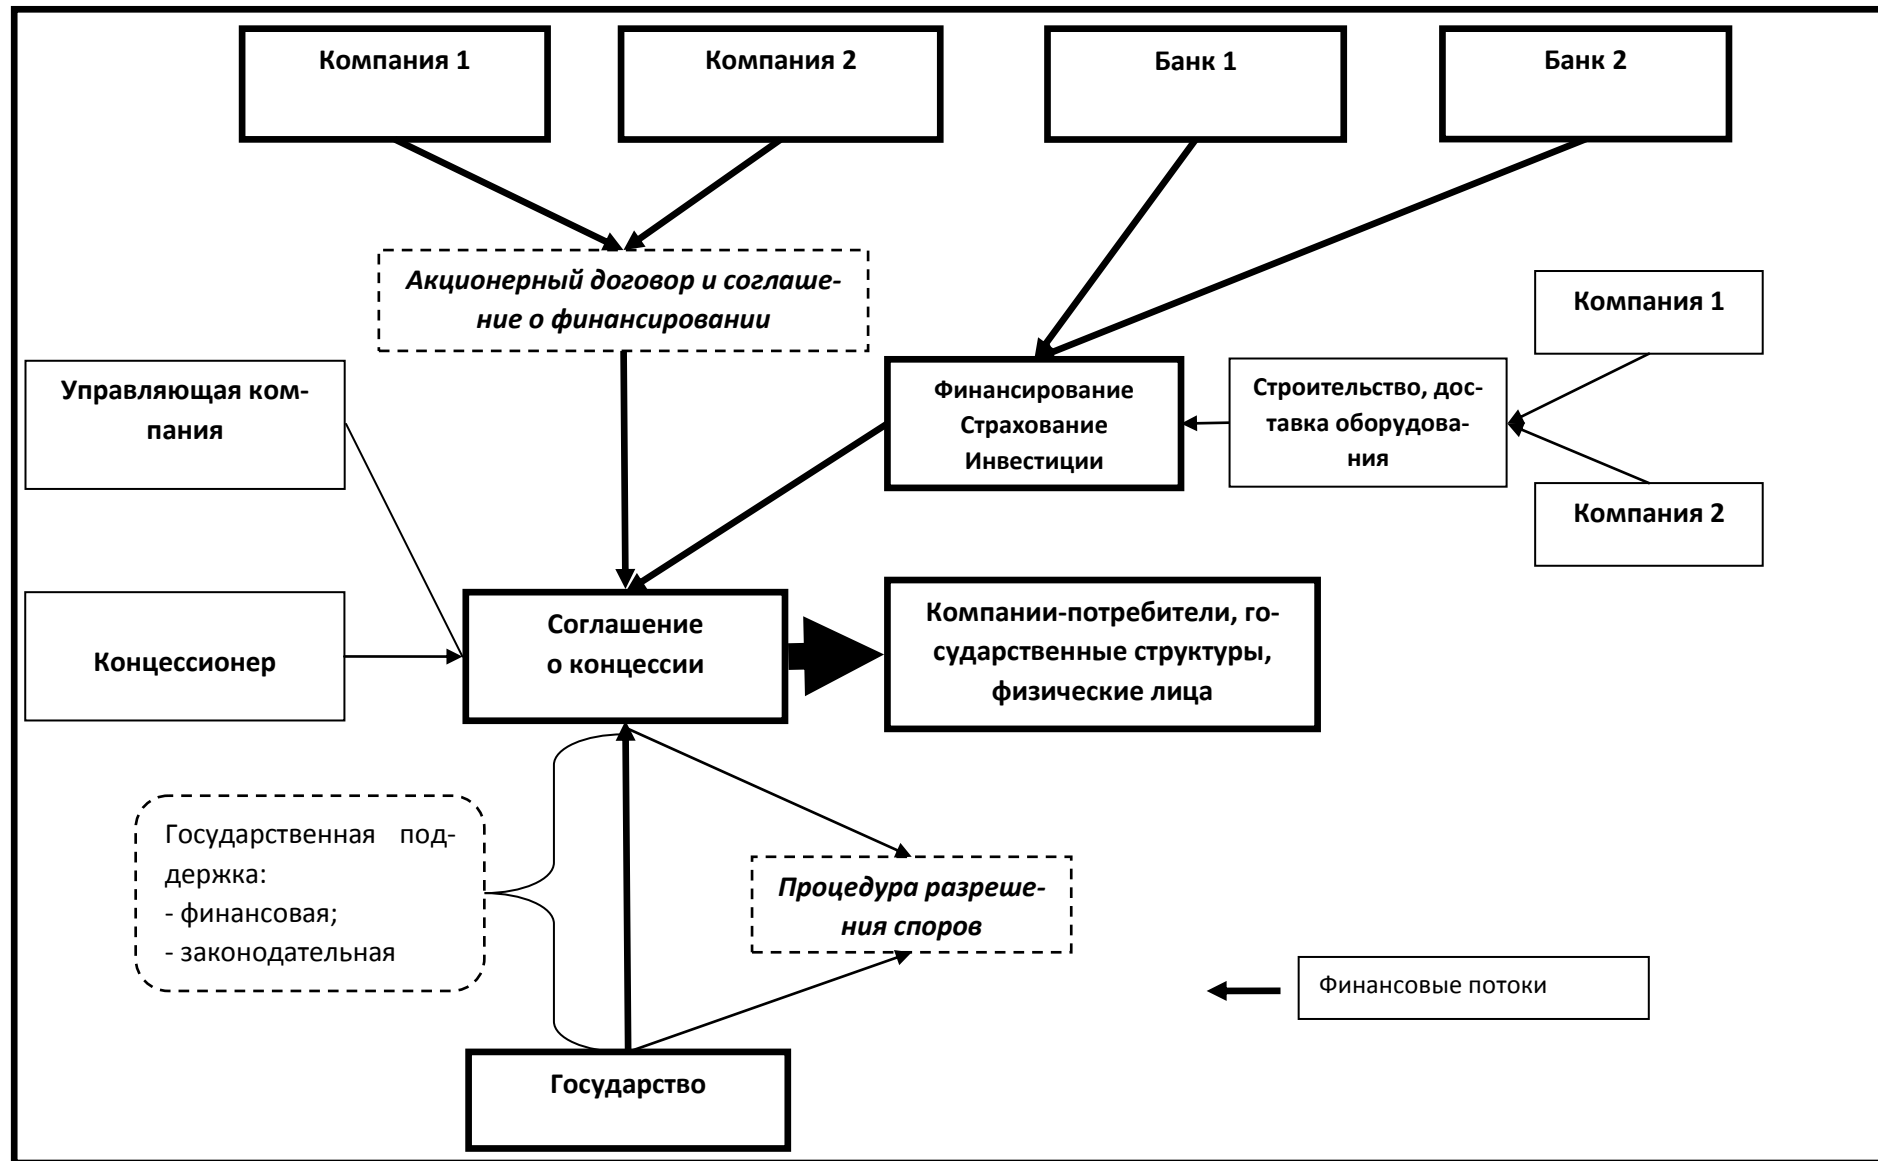 Компания 1
Компания 2
Банк 1
Банк 2
Акционерный договор и соглаше-
ние о финансировании
Компания 1
Управляющая ком-
пания
Финансирование
Страхование
Инвестиции
Строительство, дос-
тавка оборудова-
ния
Компания 2
Концессионер
Соглашение
о концессии
Компании-потребители, го-
сударственные структуры,
физические лица
Государственная под-
держка:
- финансовая;
- законодательная
Процедура разреше-
ния споров
Финансовые потоки
Государство